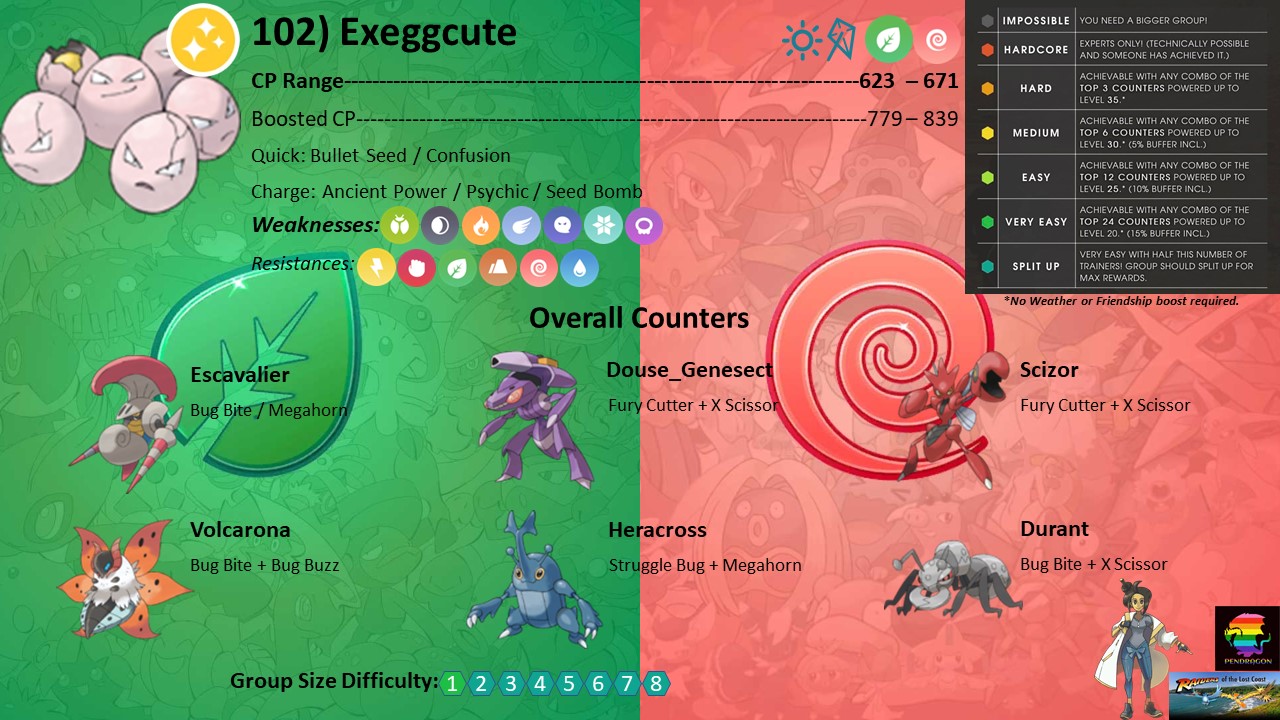 102) Exeggcute
CP Range------------------------------------------------------------------------------------623 – 671
Boosted CP-------------------------------------------------------------------------------------779 – 839
Quick: Bullet Seed / Confusion
Charge: Ancient Power / Psychic / Seed Bomb
Weaknesses:
Resistances:
IMPOSSIBLE YOU NEED A BIGGER GROUP!
HARDCORE EXPERTS ONLY! (TECHNICALLY POSSIBLE
AND SOMEONE HAS ACHIEVED IT.)
HARD ACHIEVABLE WITH ANY COMBO OF THE
TOP 3 COUNTERS POWERED UP TO
LEVEL 35.*
MEDIUM ACHIEVABLE WITH ANY COMBO OF THE
TOP 6 COUNTERS POWERED UP TO
LEVEL 30.* (5% BUFFER INCL.)
EASY ACHIEVABLE WITH ANY COMBO OF THE
TOP 12 COUNTERS POWERED UP TO
LEVEL 25.* (10% BUFFER INCL.)
VERY EASY ACHIEVABLE WITH ANY COMBO OF THE
TOP 24 COUNTERS POWERED UP TO
LEVEL 20.* (15% BUFFER INCL.)
SPLIT UP VERY EASY WITH HALF THIS NUMBER OF
TRAINERS! GROUP SHOULD SPLIT UP FOR
MAX REWARDS.
*No Weather or Friendship boost required.
Overall Counters
Escavalier
Bug Bite / Megahorn
Douse_Genesect
Fury Cutter + X Scissor
Scizor
Fury Cutter + X Scissor
Volcarona
Bug Bite + Bug Buzz
Heracross
Struggle Bug + Megahorn
Durant
Bug Bite + X Scissor
Group Size Difficulty: 1 2 3 4 5 6 7 8
PENDRAGON
RAIDERS of the Lost Coast